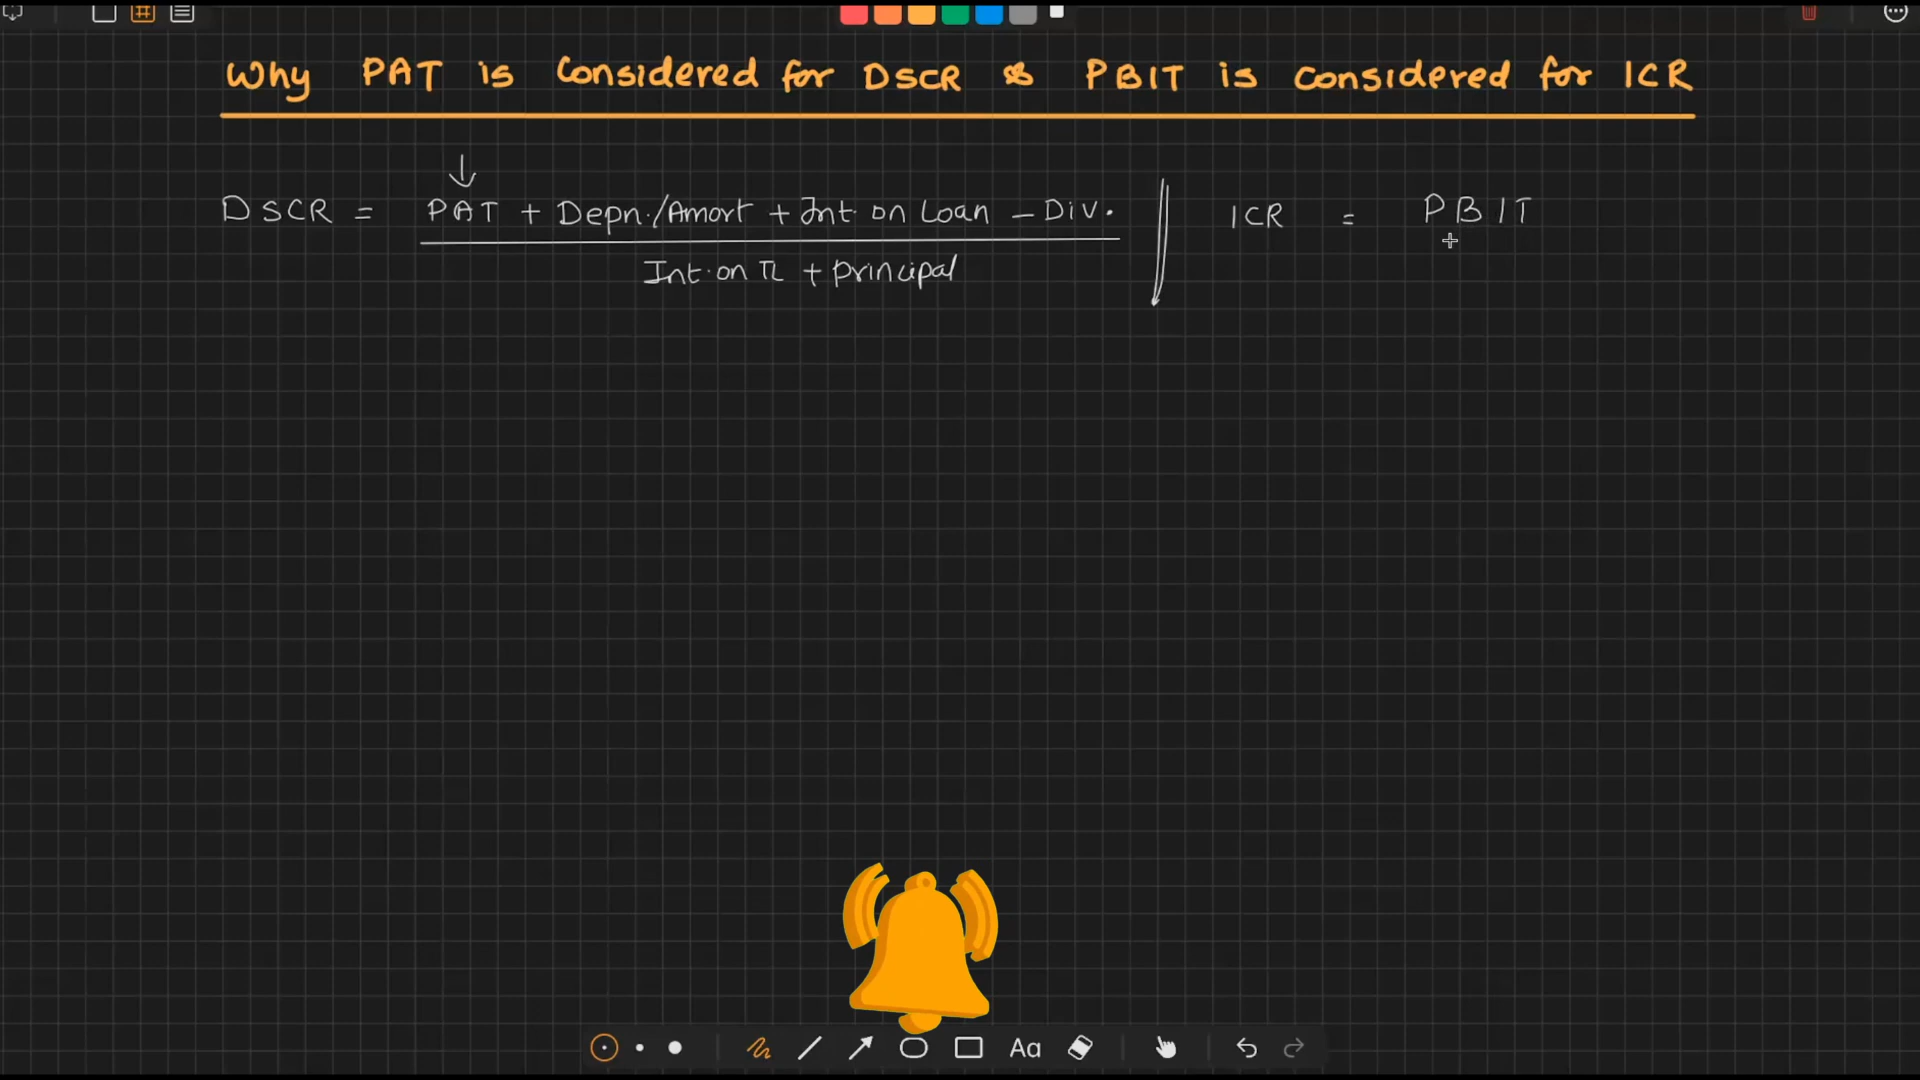 Why PAT is Considered for DSCR & PBIT is Considered for ICR
DSCR = PAT + Depn./Amort + Int. on Loan - Div.
Int. on TL + principal
ICR = PBIT
Aa